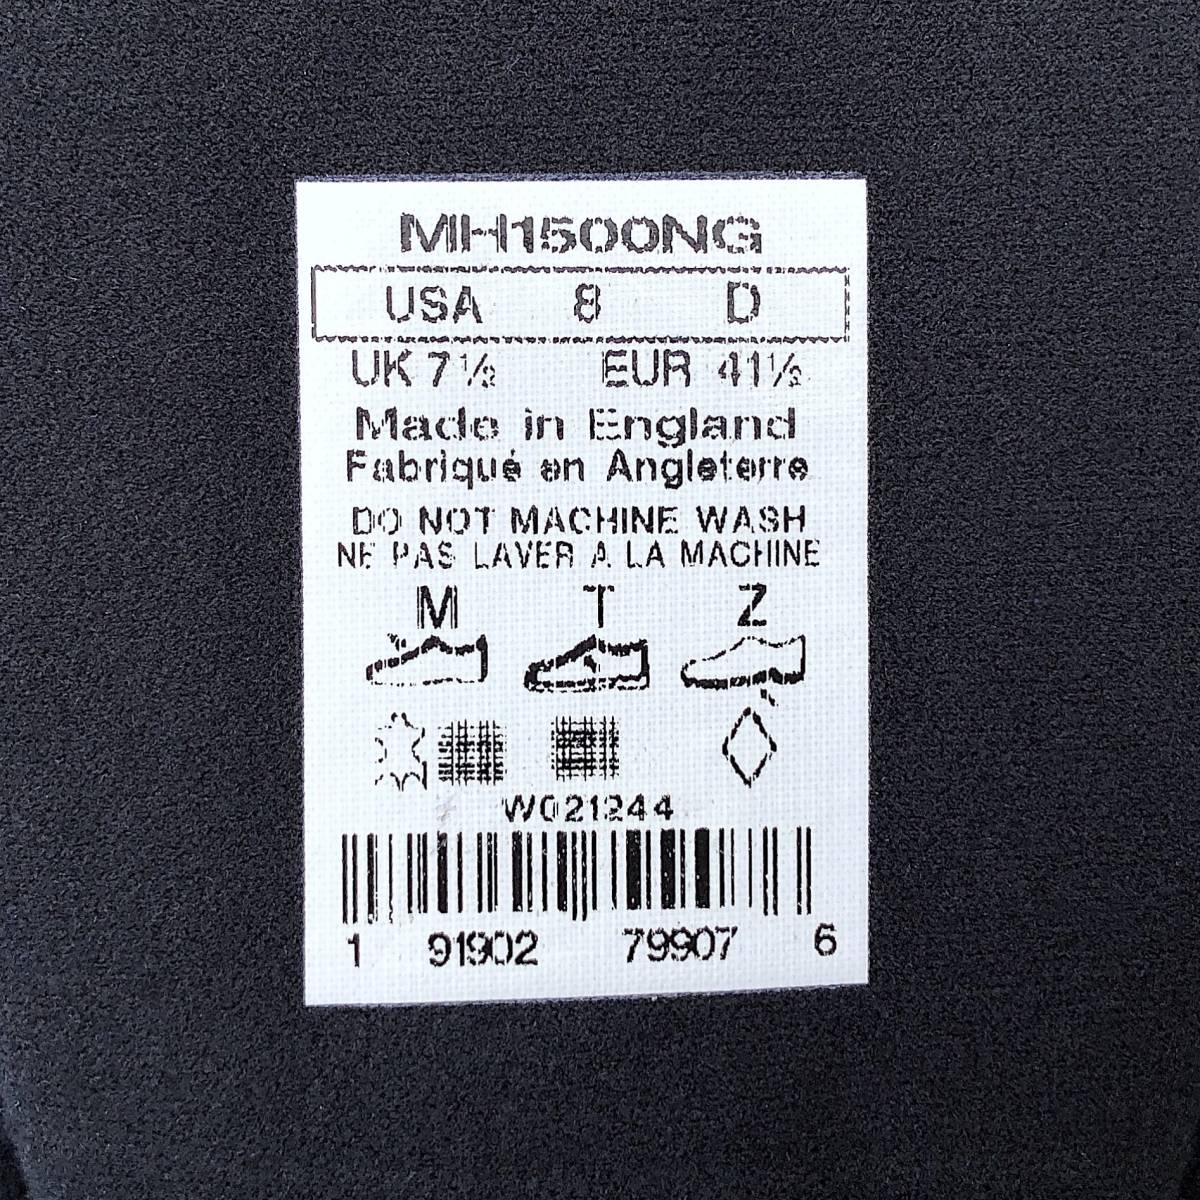 MH1500NG
USA 8 D
UK 7½ EUR 41½
Made in England
Fabriqué en Angleterre
DO NOT MACHINE WASH
NE PAS LAVER A LA MACHINE
M T Z
W021244
1 91902 79907 6